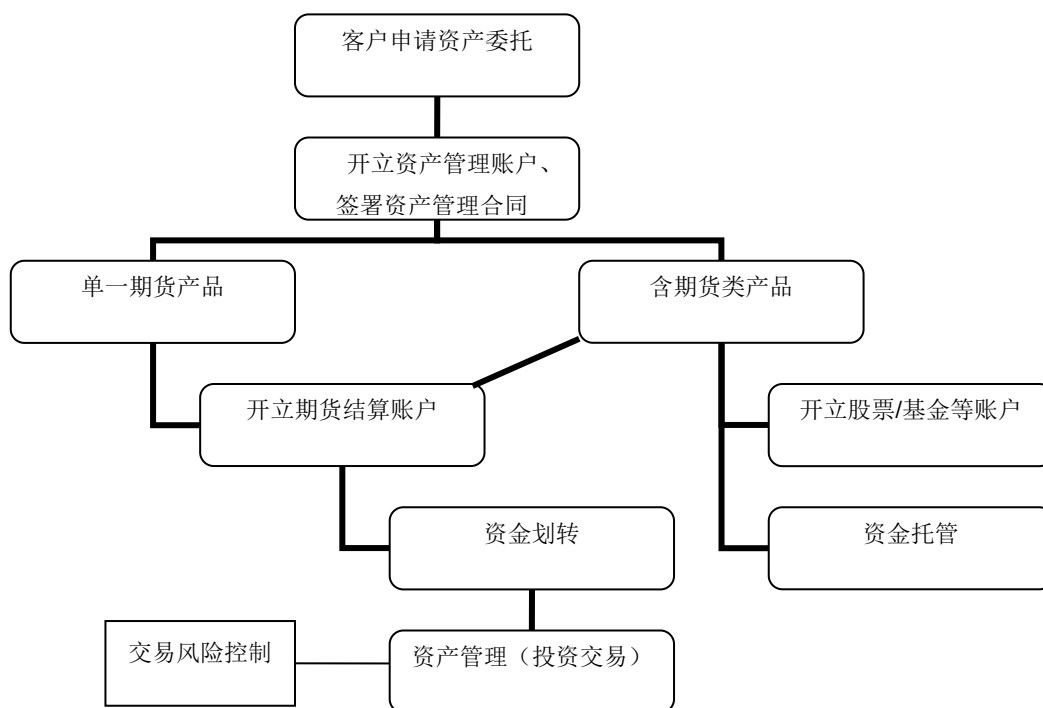 客户申请资产委托
开立资产管理账户、
签署资产管理合同
单一期货产品
含期货类产品
开立期货结算账户
开立股票/基金等账户
资金划转
资金托管
交易风险控制
资产管理（投资交易）